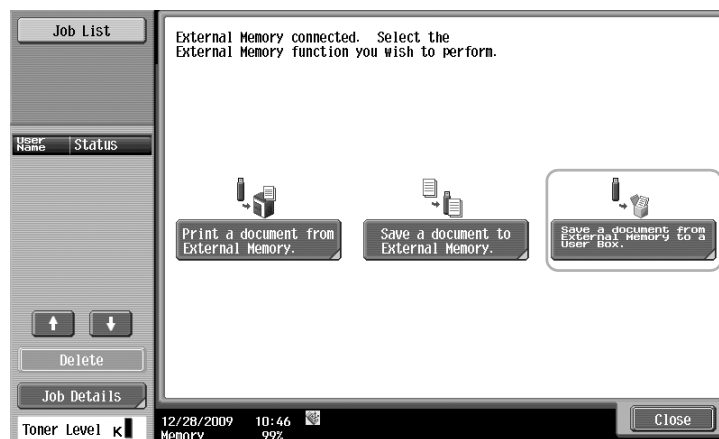 Job List
External Memory connected. Select the
External Memory function you wish to perform.
User
Name
Status
Print a document from
External Memory.
Save a document to
External Memory.
Save a document from
External Memory to a
User Box.
Delete
Job Details
Toner Level K
12/28/2009 10:46
Memory 99%
Close